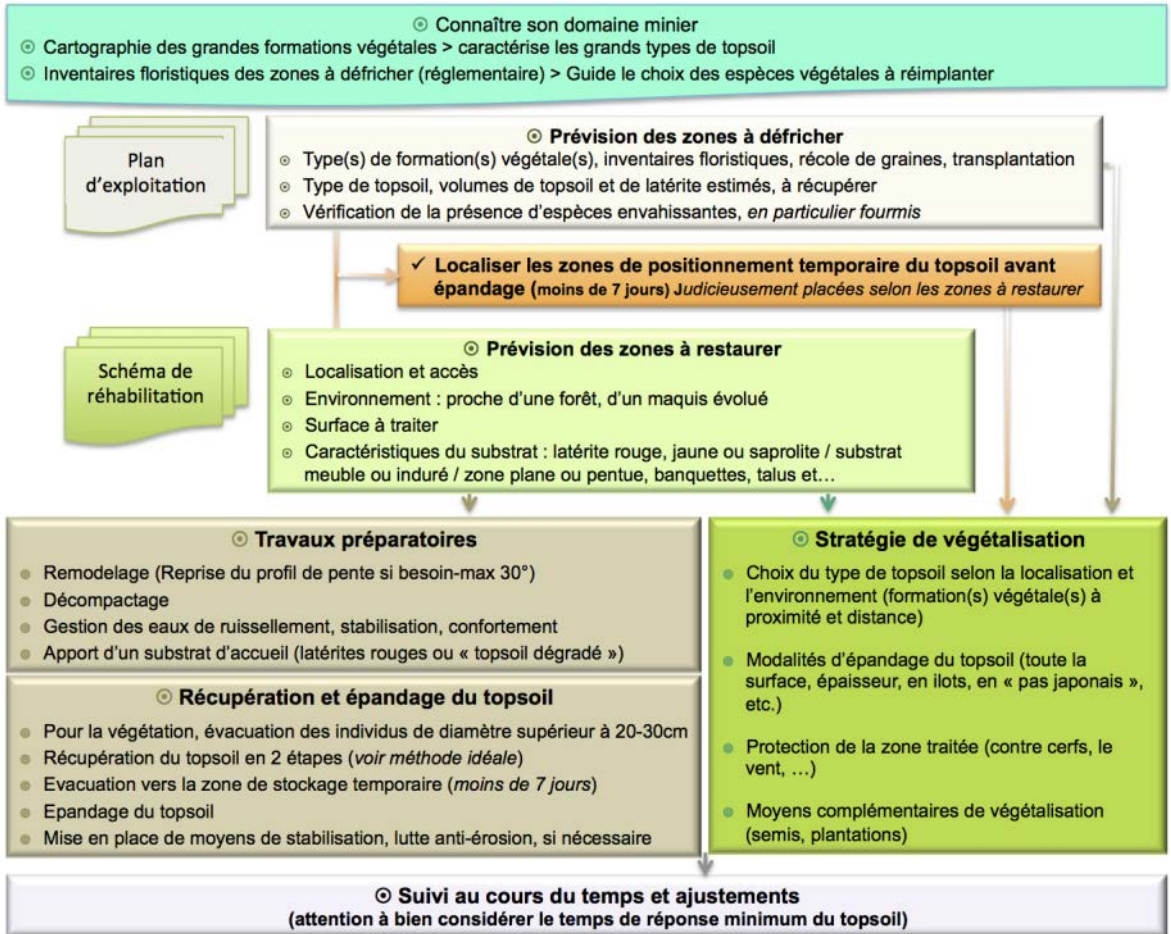 Connaître son domaine minier
Cartographie des grandes formations végétales > caractérise les grands types de topsoil
Inventaires floristiques des zones à défricher (réglementaire) > Guide le choix des espèces végétales à réimplanter
Plan
d'exploitation
Prévision des zones à défricher
Type(s) de formation(s) végétale(s), inventaires floristiques, récole de graines, transplantation
Type de topsoil, volumes de topsoil et de latérite estimés, à récupérer
Vérification de la présence d'espèces envahissantes, en particulier fourmis
✓ Localiser les zones de positionnement temporaire du topsoil avant
épandage (moins de 7 jours) Judicieusement placées selon les zones à restaurer
Schéma de
réhabilitation
Prévision des zones à restaurer
Localisation et accès
Environnement : proche d'une forêt, d'un maquis évolué
Surface à traiter
Caractéristiques du substrat : latérite rouge, jaune ou saprolite / substrat
meuble ou induré / zone plane ou pentue, banquettes, talus et…
Travaux préparatoires
Remodelage (Reprise du profil de pente si besoin-max 30°)
Décompactage
Gestion des eaux de ruissellement, stabilisation, confortement
Apport d'un substrat d'accueil (latérites rouges ou « topsoil dégradé »)
Récupération et épandage du topsoil
Pour la végétation, évacuation des individus de diamètre supérieur à 20-30cm
Récupération du topsoil en 2 étapes (voir méthode idéale)
Evacuation vers la zone de stockage temporaire (moins de 7 jours)
Epandage du topsoil
Mise en place de moyens de stabilisation, lutte anti-érosion, si nécessaire
Stratégie de végétalisation
Choix du type de topsoil selon la localisation et
l'environnement (formation(s) végétale(s) à
proximité et distance)
Modalités d'épandage du topsoil (toute la
surface, épaisseur, en ilots, en « pas japonais »,
etc.)
Protection de la zone traitée (contre cerfs, le
vent, …)
Moyens complémentaires de végétalisation
(semis, plantations)
Suivi au cours du temps et ajustements
(attention à bien considérer le temps de réponse minimum du topsoil)